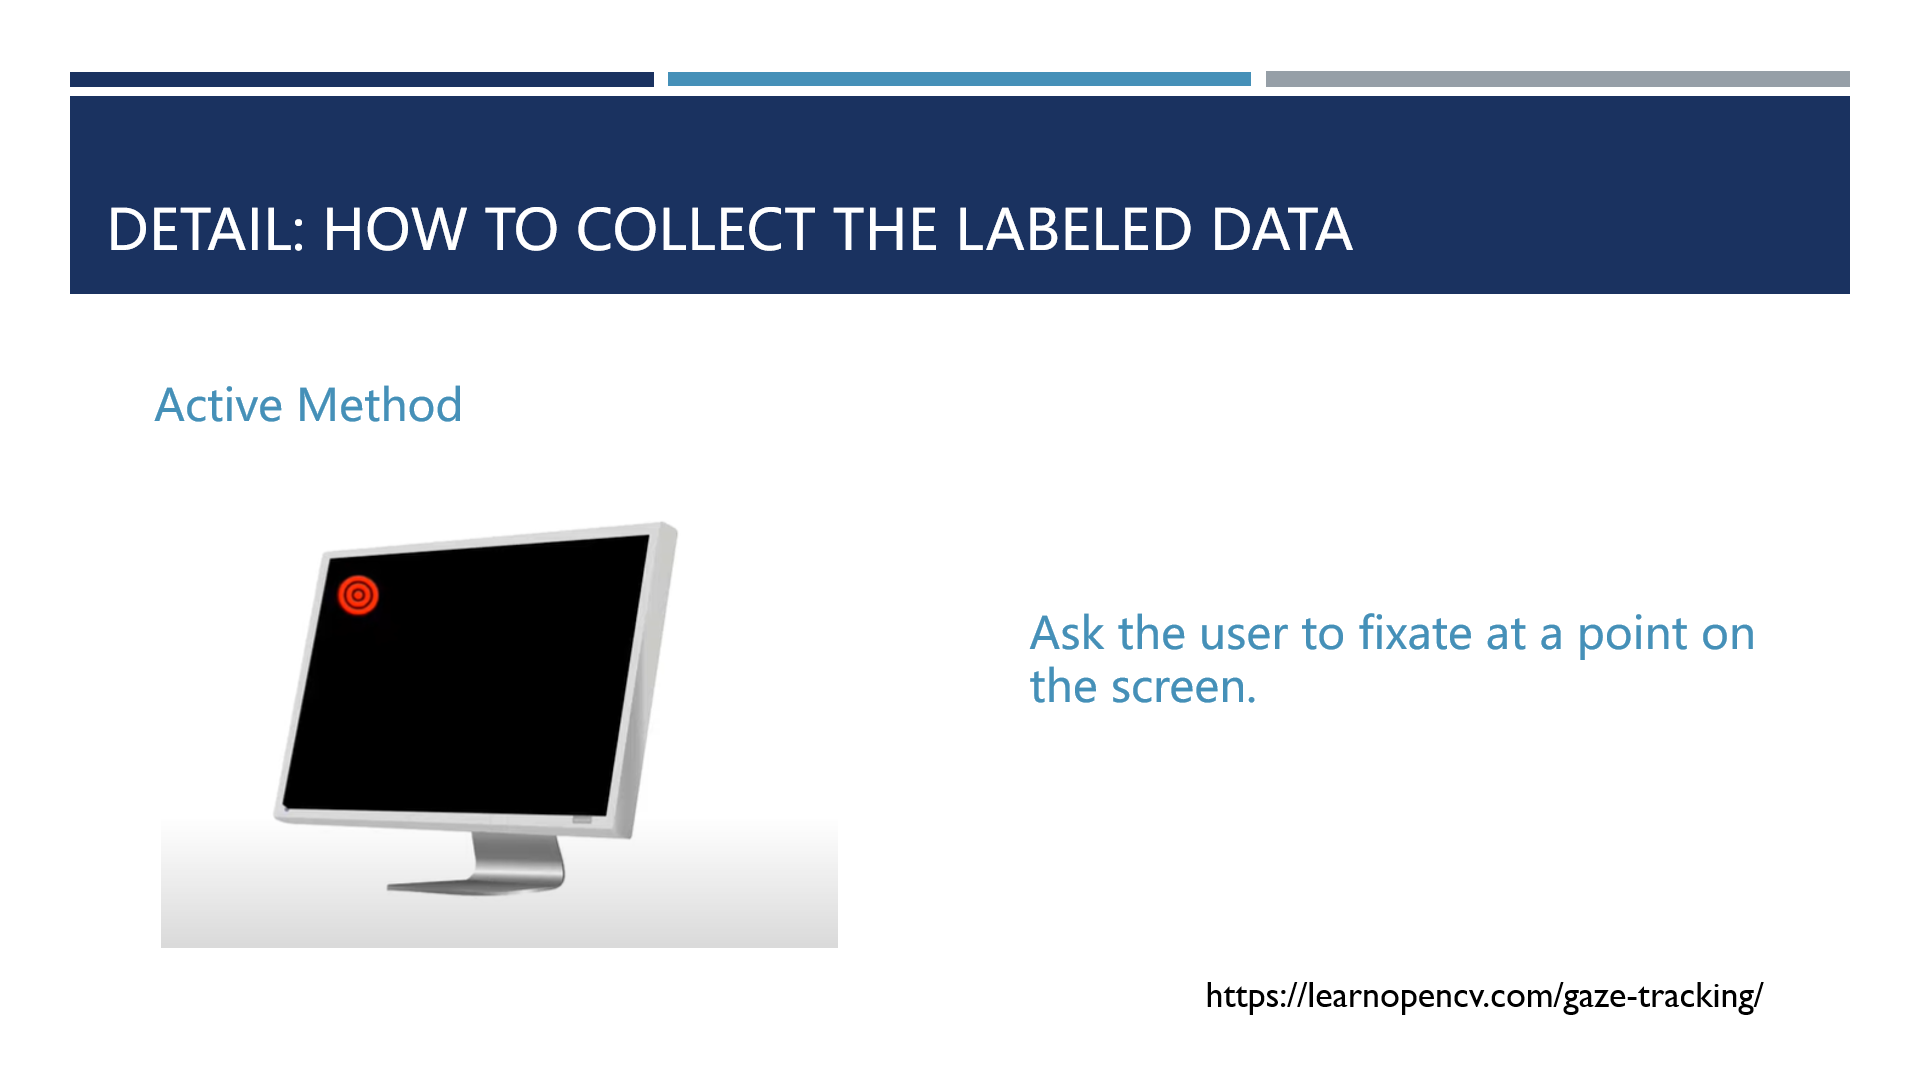 DETAIL: HOW TO COLLECT THE LABELED DATA
Active Method
Ask the user to fixate at a point on
the screen.
https://learnopencv.com/gaze-tracking/